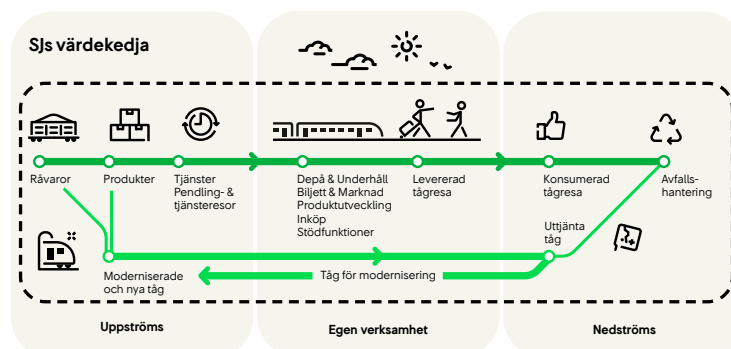 SJs värdekedja
Råvaror
Produkter
Tjänster
Pendling- &
tjänsteresor
Depå & Underhåll
Biljett & Marknad
Produktutveckling
Inköp
Stödfunktioner
Levererad
tågresa
Konsumerad
tågresa
Avfalls-
hantering
Uttjänta
tåg
Moderniserade
och nya tåg
Tåg för modernisering
Uppströms
Egen verksamhet
Nedströms